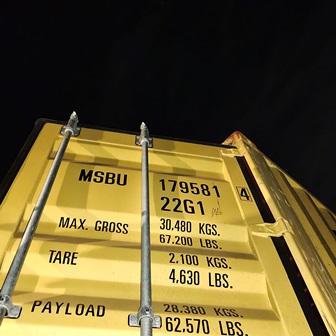 MSBU 179581 4
22G1
MAX. GROSS 30.480 KGS.
67.200 LBS.
TARE 2.100 KGS.
4.630 LBS.
PAYLOAD 28.380 KGS.
62.570 LBS.